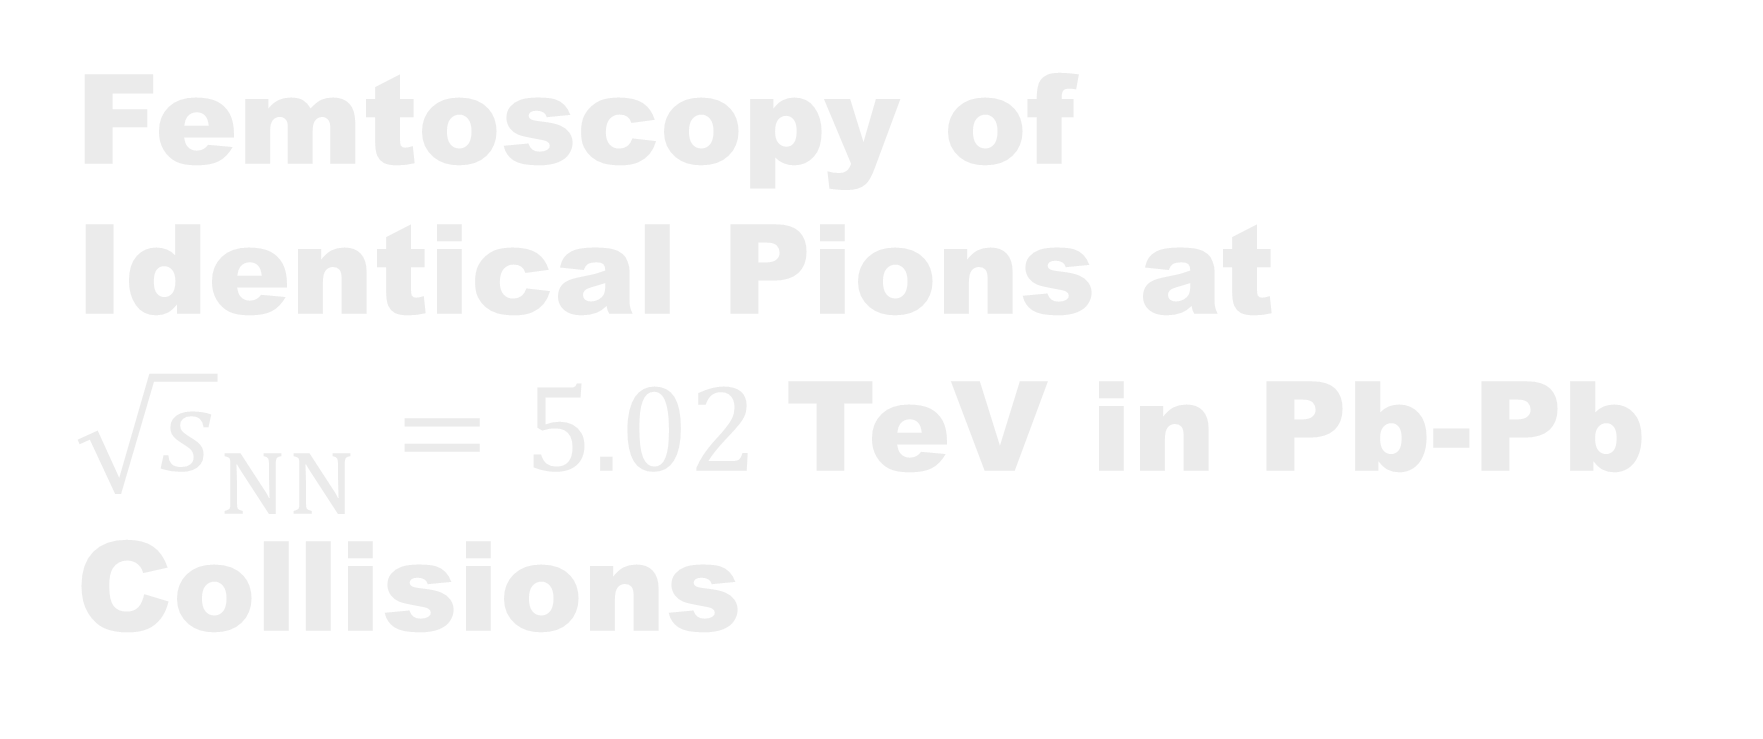 Femtoscopy of
Identical Pions at
√s_NN = 5.02 TeV in Pb-Pb
Collisions